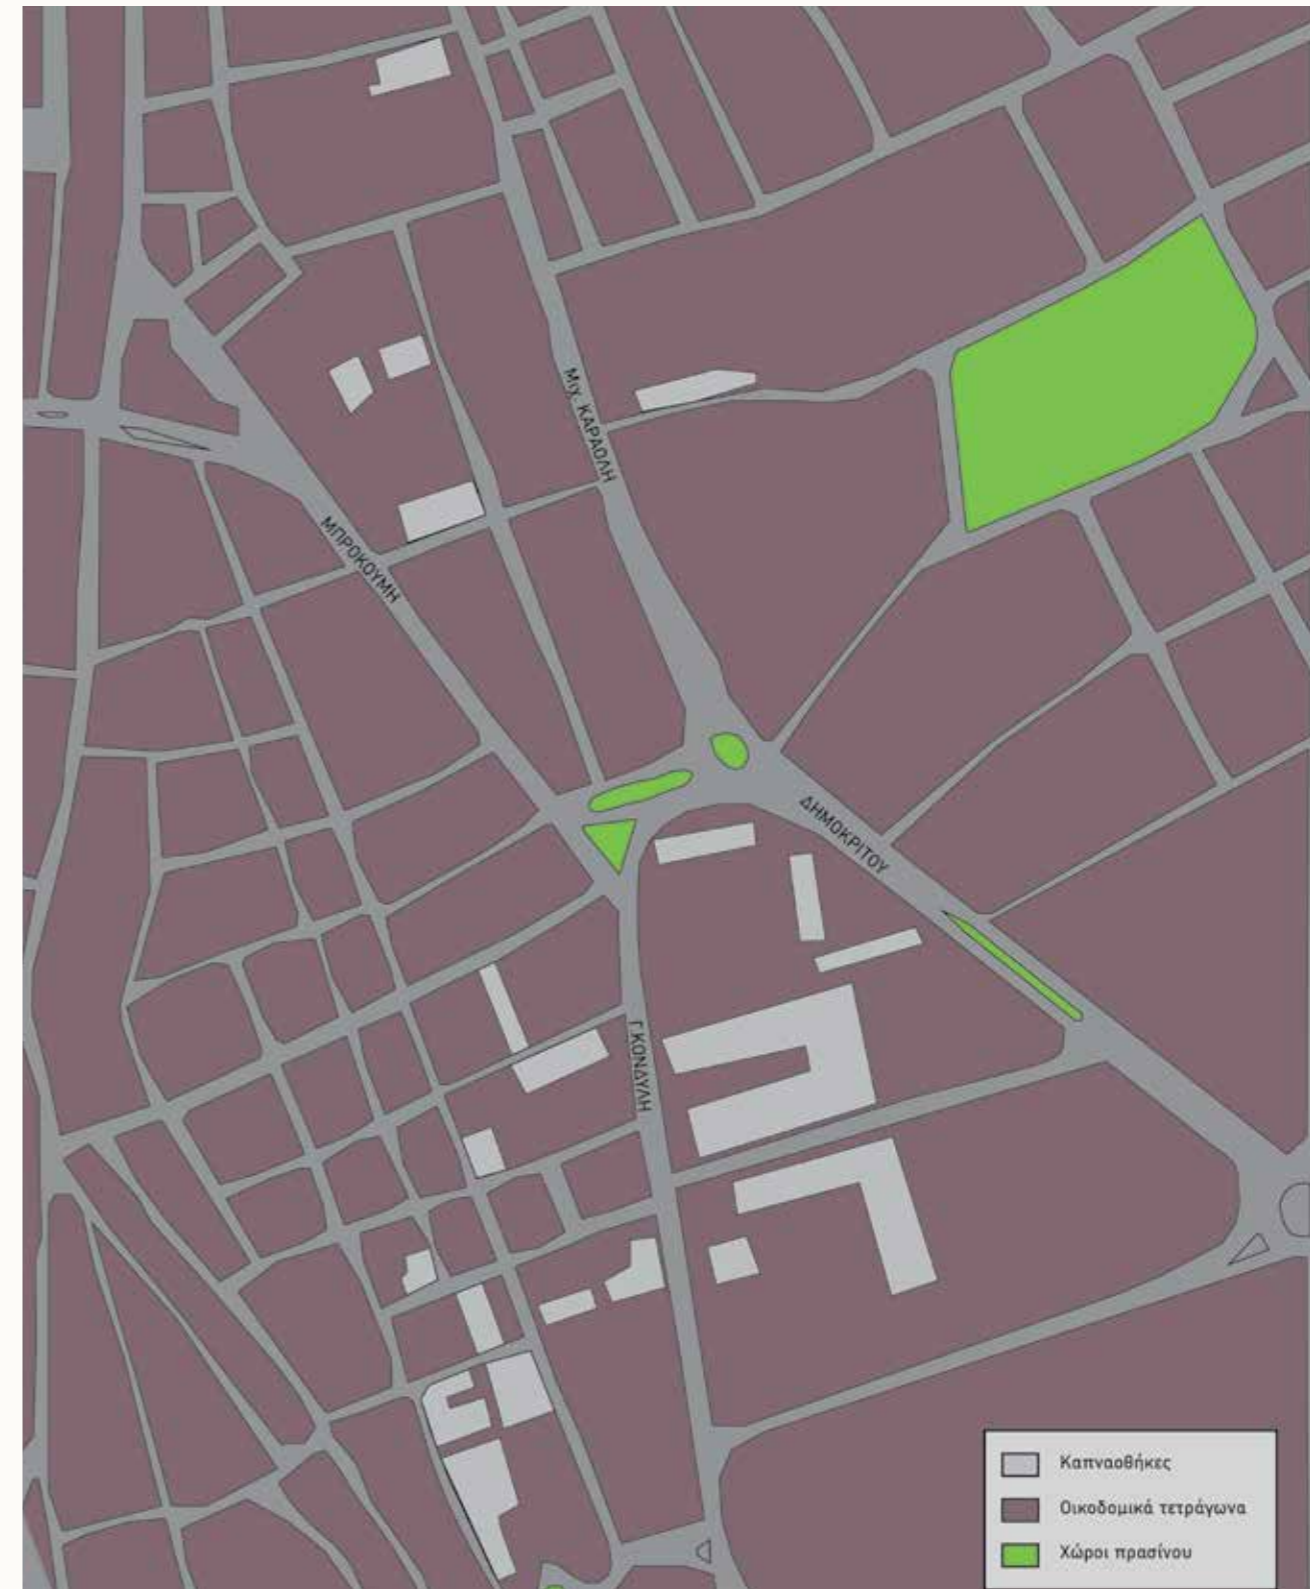 Μιχ. ΚΑΡΑΟΛΗ
ΜΠΡΟΚΟΥΜΗ
ΔΗΜΟΚΡΙΤΟΥ
Γ.ΚΟΝΔΥΛΗ
Καπναοθήκες
Οικοδομικά τετράγωνα
Χώροι πρασίνου